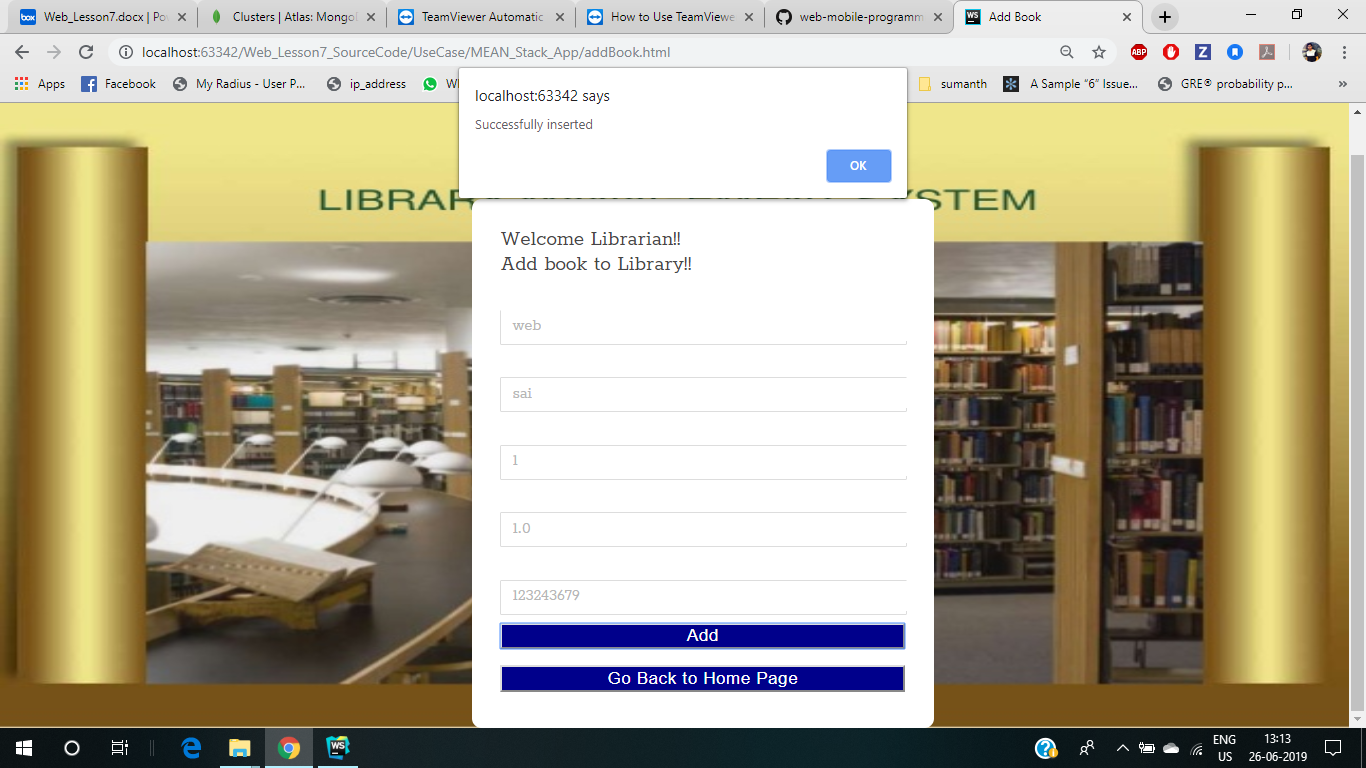 Web_Lesson7.docx | Po
Clusters | Atlas: Mongo
TeamViewer Automatic
How to Use TeamViewe
web-mobile-programm
Add Book
localhost:63342/Web_Lesson7_SourceCode/UseCase/MEAN_Stack_App/addBook.html
Apps
Facebook
My Radius - User P...
ip_address
sumanth
A Sample “6” Issue...
GRE® probability p...
localhost:63342 says
Successfully inserted
OK
LIBRAR
STEM
Welcome Librarian!!
Add book to Library!!
web
sai
1
1.0
123243679
Add
Go Back to Home Page
ENG
US
13:13
26-06-2019